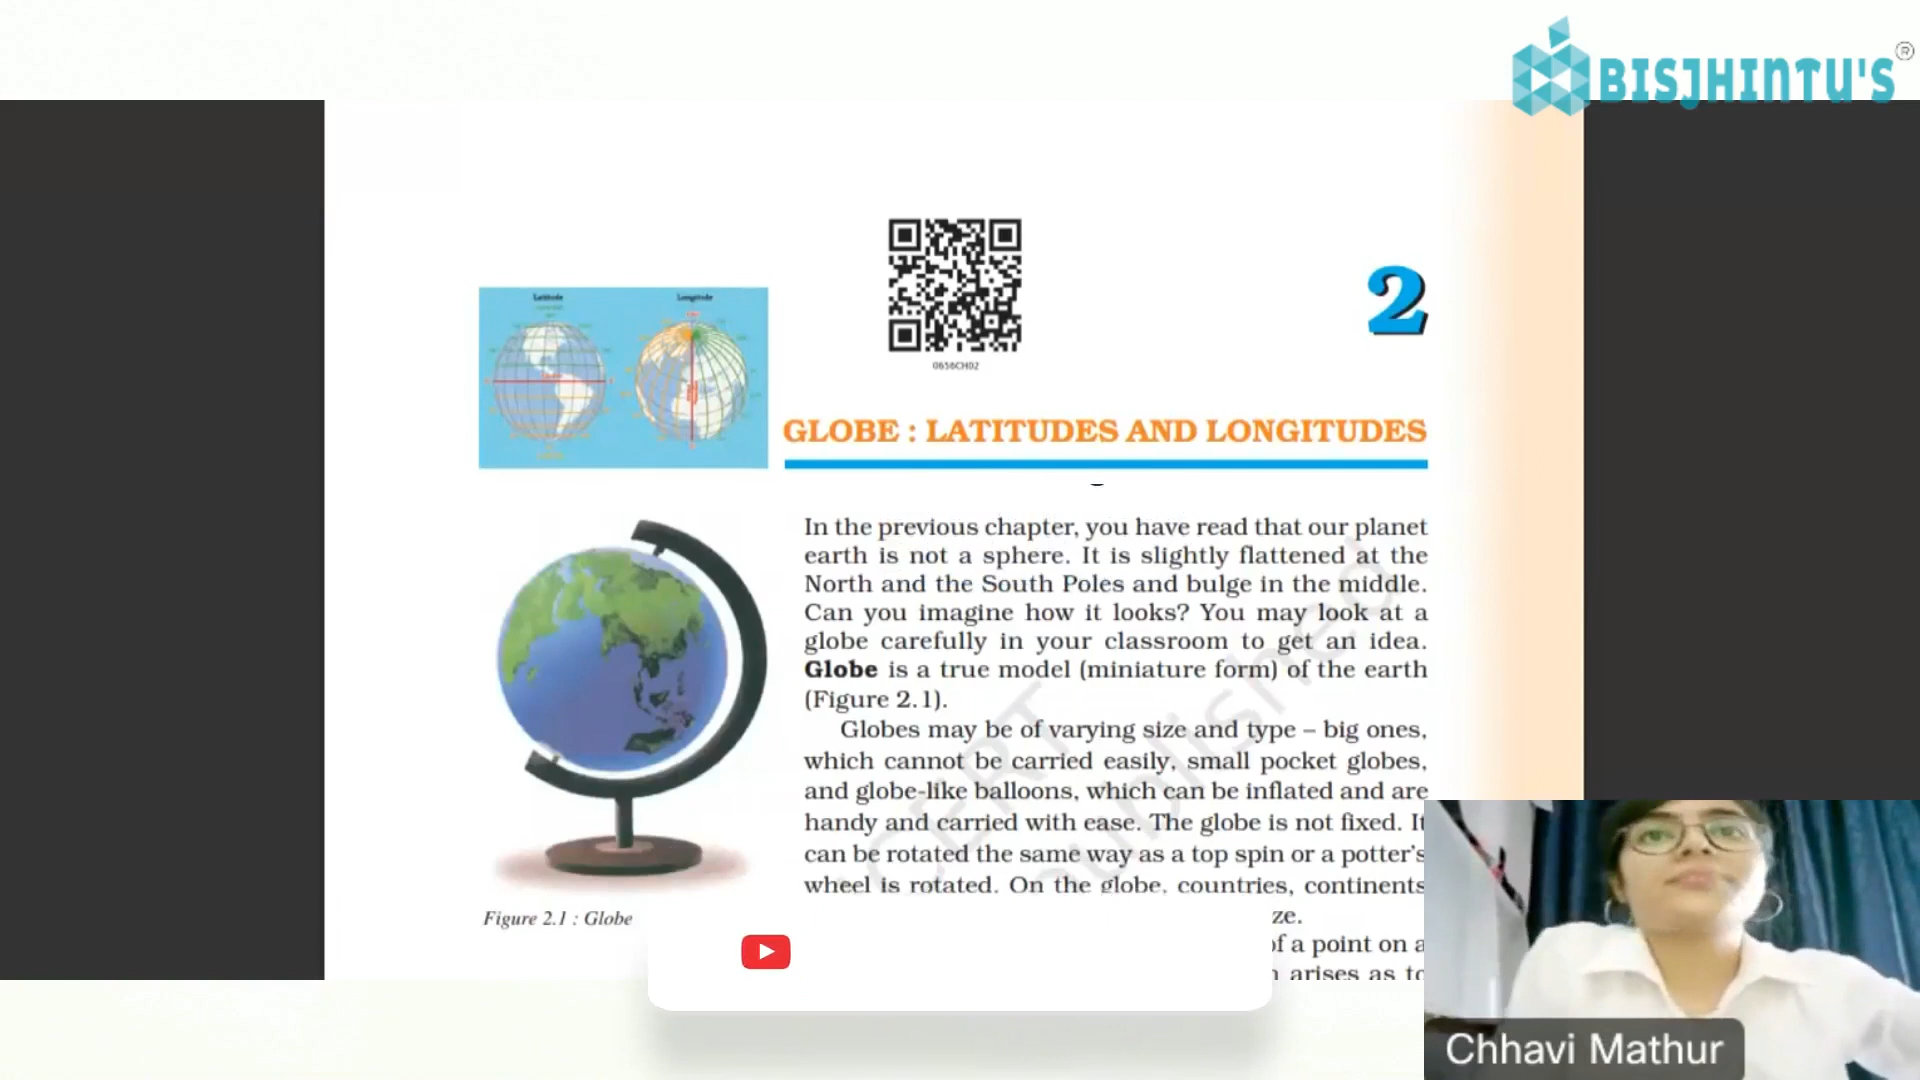 BISJHINTU'S ®
Latitude
Longitude
0656CH02
2
GLOBE : LATITUDES AND LONGITUDES
In the previous chapter, you have read that our planet
earth is not a sphere. It is slightly flattened at the
North and the South Poles and bulge in the middle.
Can you imagine how it looks? You may look at a
globe carefully in your classroom to get an idea.
Globe is a true model (miniature form) of the earth
(Figure 2.1).
Globes may be of varying size and type – big ones,
which cannot be carried easily, small pocket globes,
and globe-like balloons, which can be inflated and are
handy and carried with ease. The globe is not fixed. It
can be rotated the same way as a top spin or a potter's
wheel is rotated. On the globe, countries, continents
ze.
of a point on a
arises as to
Figure 2.1 : Globe
Chhavi Mathur